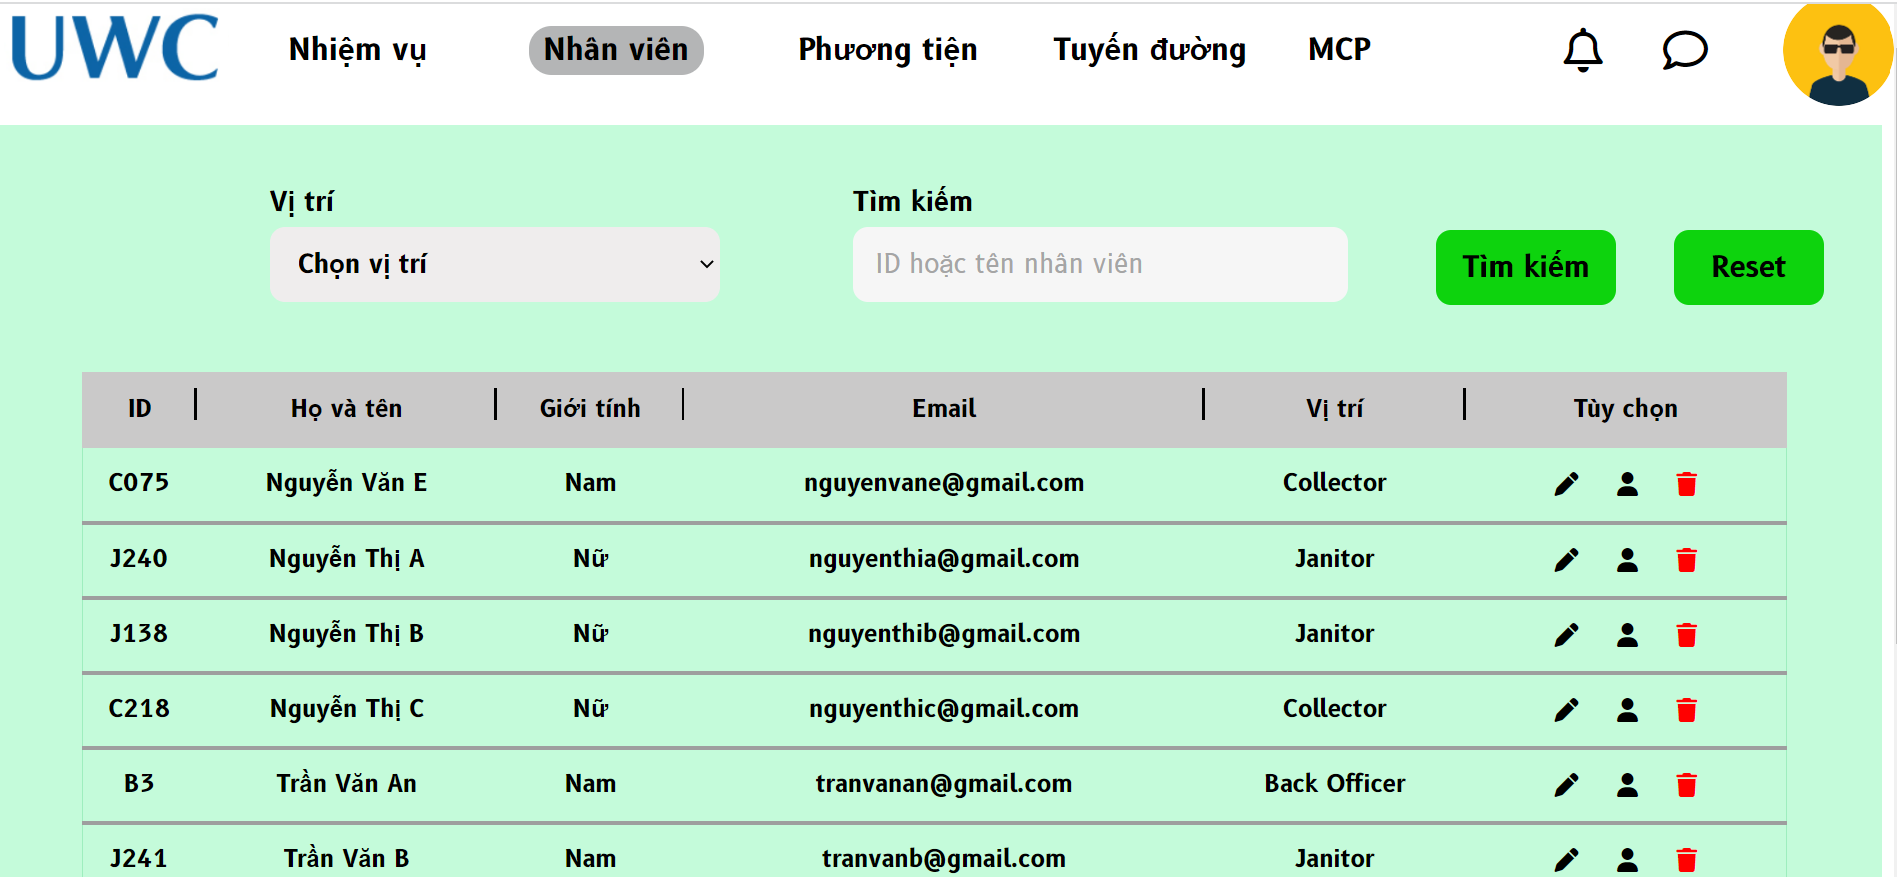 UWC Nhiệm vụ Nhân viên Phương tiện Tuyến đường MCP
Vị trí Tìm kiếm
Chọn vị trí ID hoặc tên nhân viên Tìm kiếm Reset
ID Họ và tên Giới tính Email Vị trí Tùy chọn
C075 Nguyễn Văn E Nam nguyenvane@gmail.com Collector
J240 Nguyễn Thị A Nữ nguyenthia@gmail.com Janitor
J138 Nguyễn Thị B Nữ nguyenthib@gmail.com Janitor
C218 Nguyễn Thị C Nữ nguyenthic@gmail.com Collector
B3 Trần Văn An Nam tranvanan@gmail.com Back Officer
J241 Trần Văn B Nam tranvanb@gmail.com Janitor